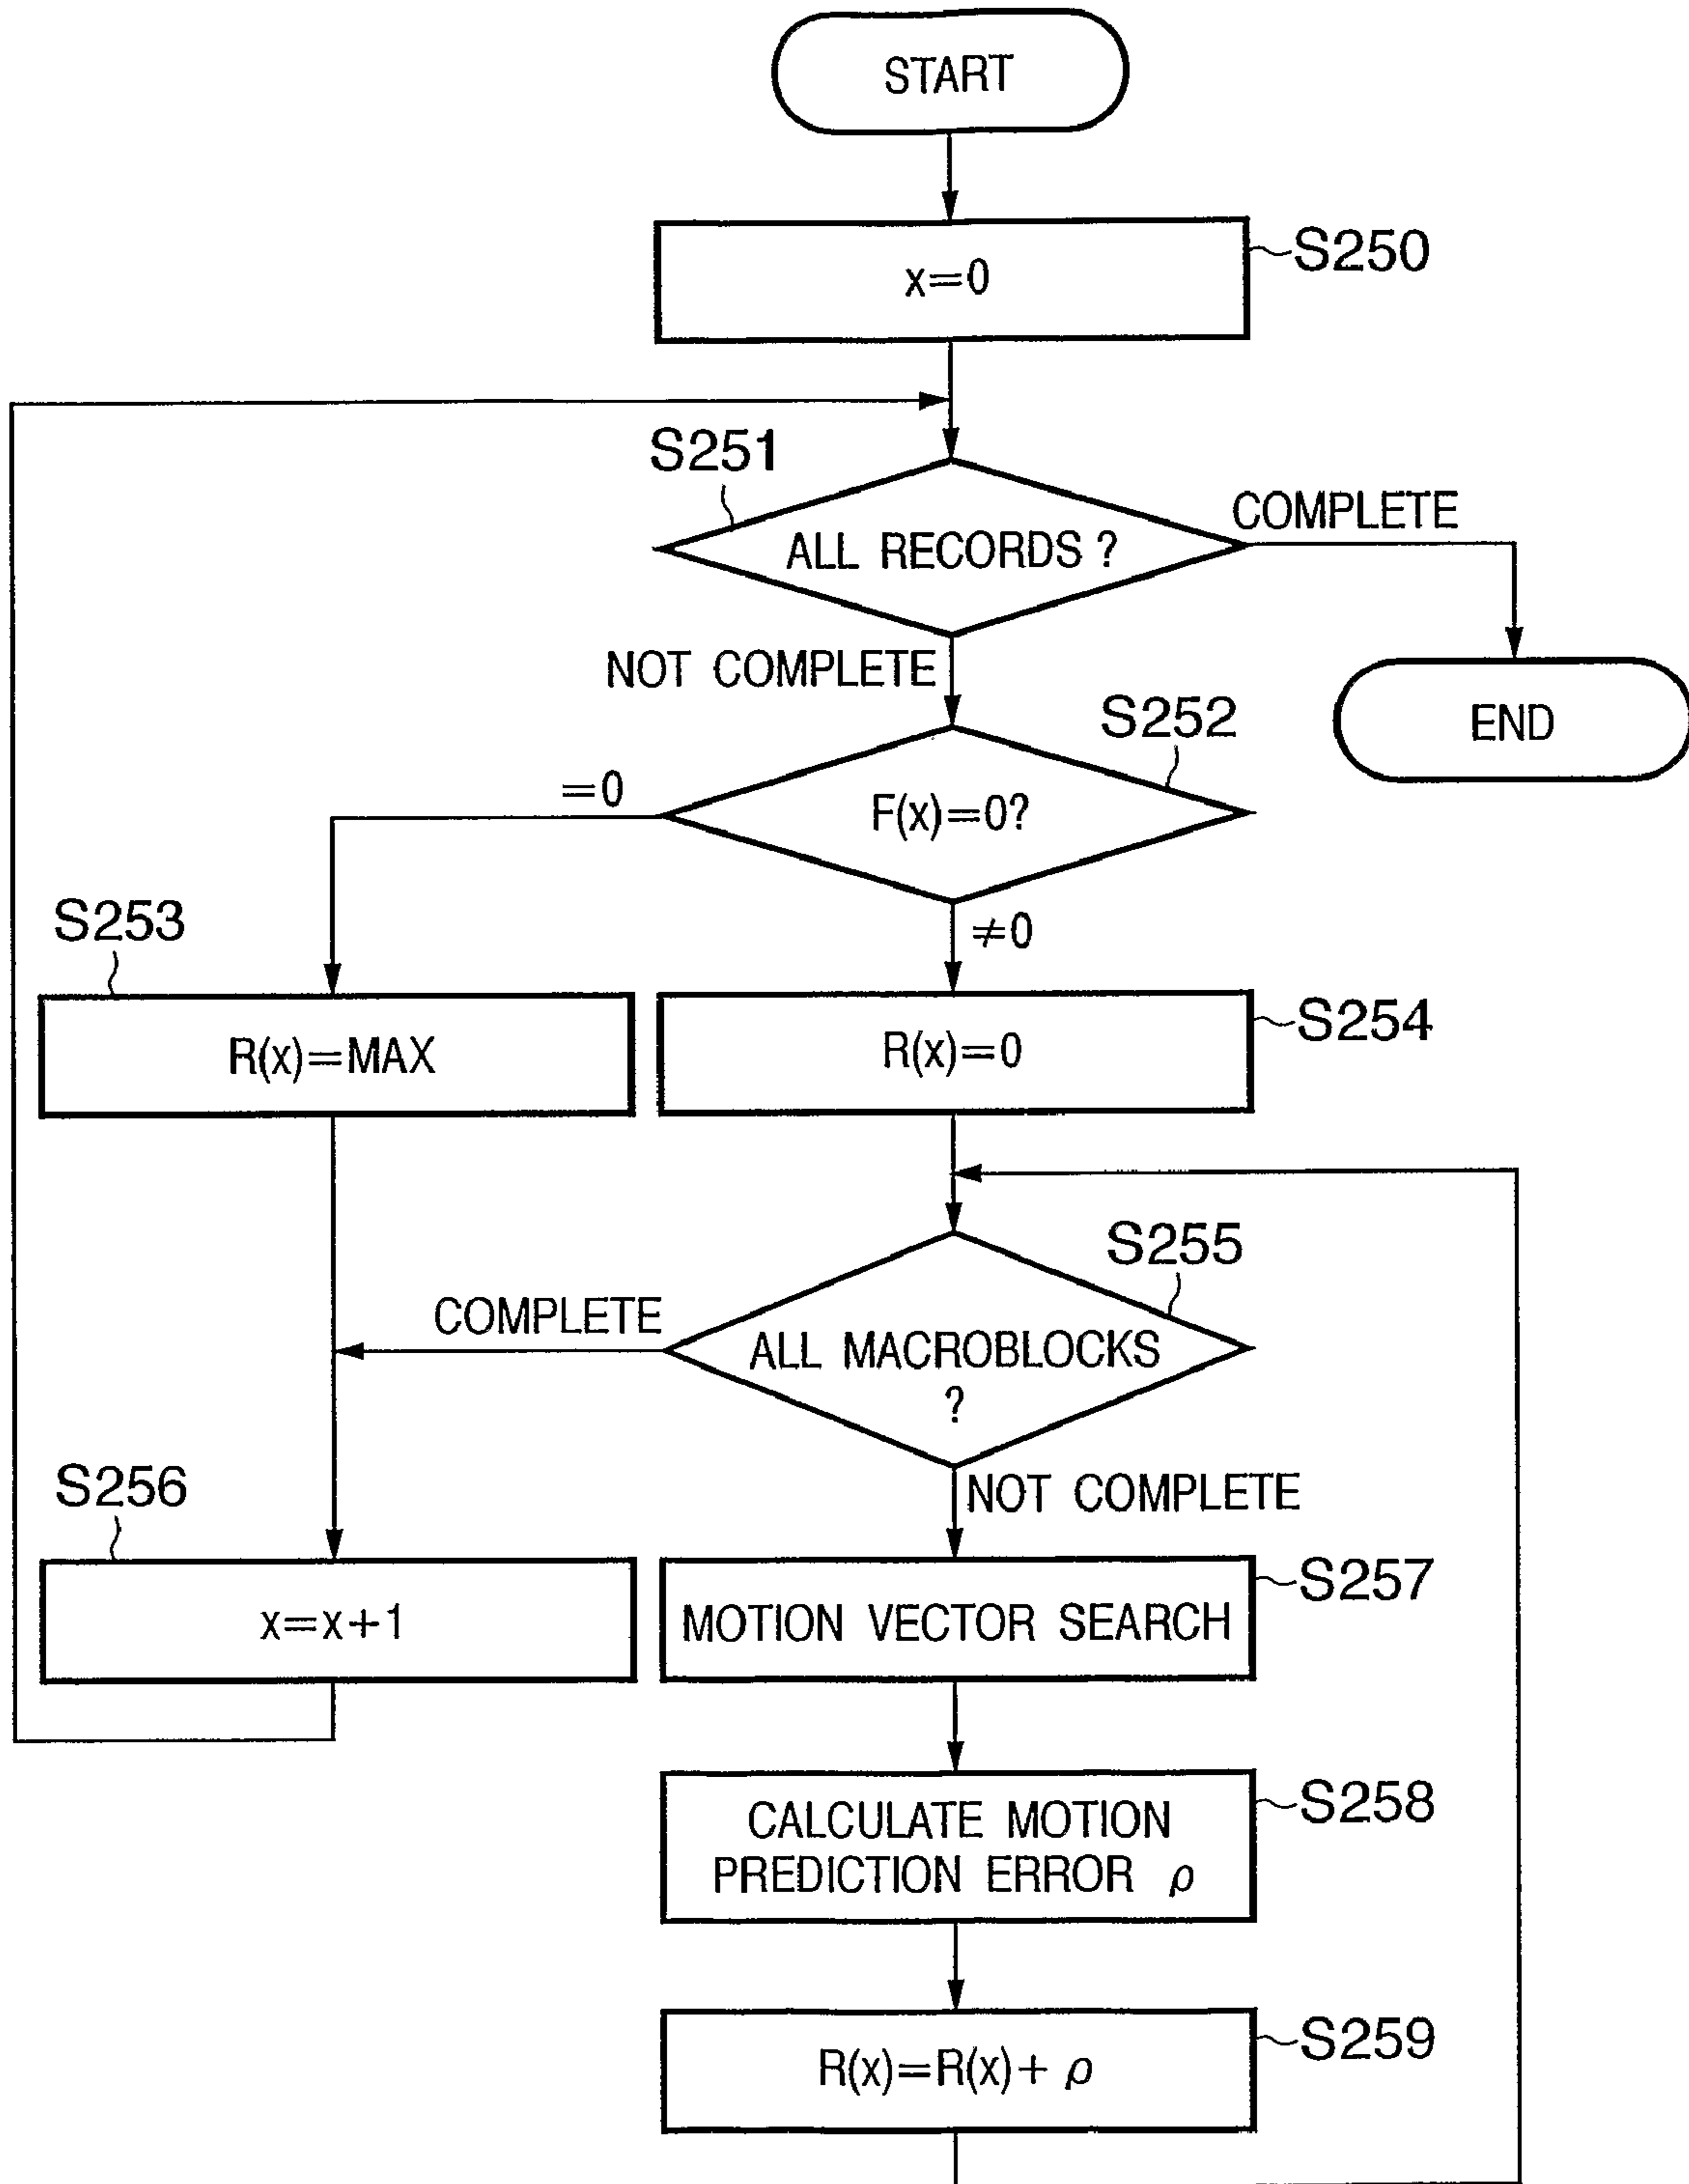 START
x=0
S250
S251
ALL RECORDS ?
COMPLETE
NOT COMPLETE
END
S252
=0
F(x)=0?
≠0
S253
R(x)=MAX
R(x)=0
S254
S255
COMPLETE
ALL MACROBLOCKS
?
NOT COMPLETE
S256
x=x+1
MOTION VECTOR SEARCH
S257
CALCULATE MOTION
PREDICTION ERROR ρ
S258
R(x)=R(x)+ ρ
S259